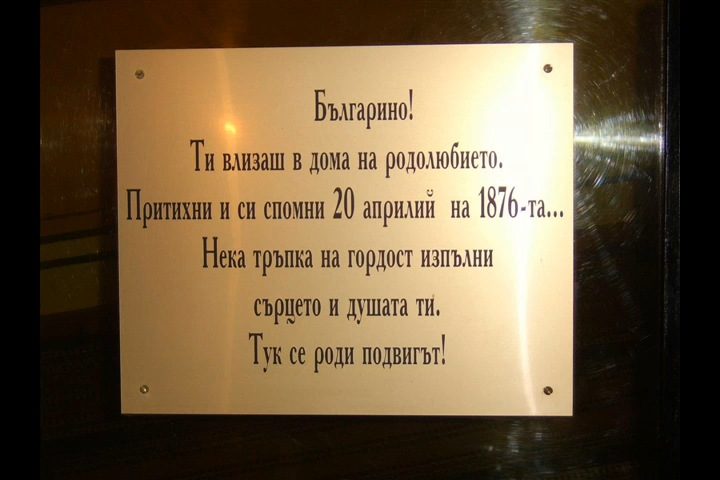 Българино!
Ти влизаш в дома на родолюбието.
Притихни и си спомни 20 априлий на 1876-та...
Нека тръпка на гордост изпълни
сърцето и душата ти.
Тук се роди подвигът!